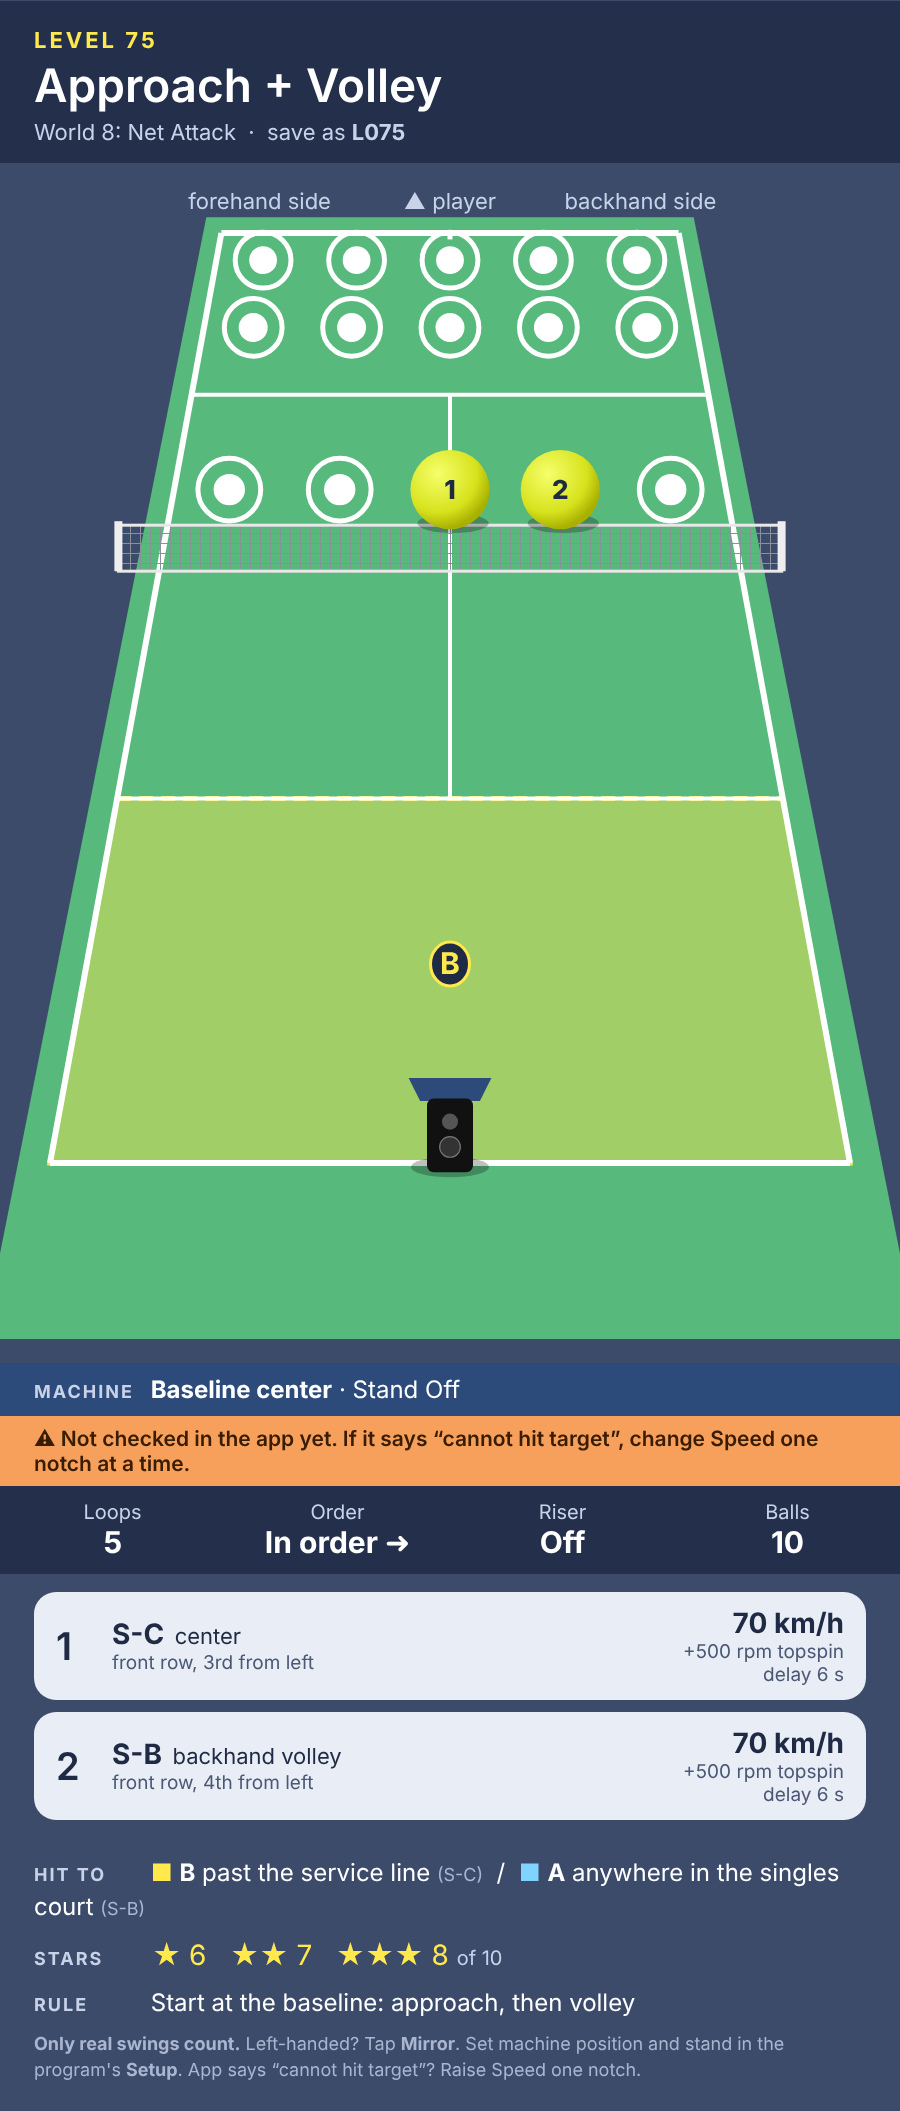 LEVEL 75
Approach + Volley
World 8: Net Attack · save as L075
forehand side ▲ player backhand side
1 2
B
MACHINE Baseline center · Stand Off
⚠ Not checked in the app yet. If it says “cannot hit target”, change Speed one
notch at a time.
Loops Order Riser Balls
5 In order ➜ Off 10
1 S-C center 70 km/h
front row, 3rd from left +500 rpm topspin
delay 6 s
2 S-B backhand volley 70 km/h
front row, 4th from left +500 rpm topspin
delay 6 s
HIT TO ■ B past the service line (S-C) / ■ A anywhere in the singles
court (S-B)
STARS ★ 6 ★★ 7 ★★★ 8 of 10
RULE Start at the baseline: approach, then volley
Only real swings count. Left-handed? Tap Mirror. Set machine position and stand in the
program's Setup. App says “cannot hit target”? Raise Speed one notch.